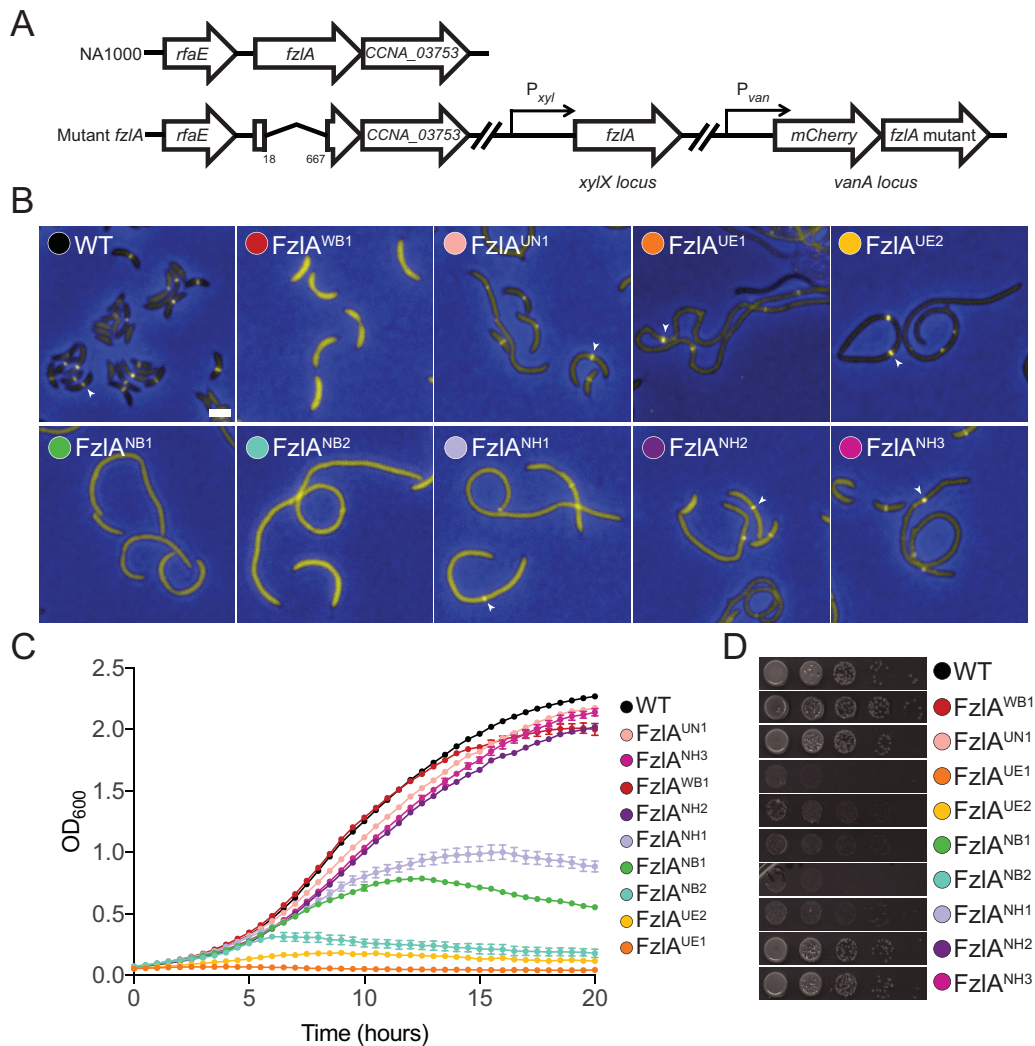 A
NA1000 rfaE fzlA CCNA_03753
Mutant fzlA rfaE 18 667 CCNA_03753 Pxyl fzlA Pvan mCherry fzlA mutant
xylX locus vanA locus
B
WT FzlAWB1 FzlAUN1 FzlAUE1 FzlAUE2
FzlANB1 FzlANB2 FzlANH1 FzlANH2 FzlANH3
C
2.5
2.0
1.5
1.0
0.5
0.0
OD600
0 5 10 15 20
Time (hours)
WT
FzlAUN1
FzlANH3
FzlAWB1
FzlANH2
FzlANH1
FzlANB1
FzlANB2
FzlAUE2
FzlAUE1
D
WT
FzlAWB1
FzlAUN1
FzlAUE1
FzlAUE2
FzlANB1
FzlANB2
FzlANH1
FzlANH2
FzlANH3